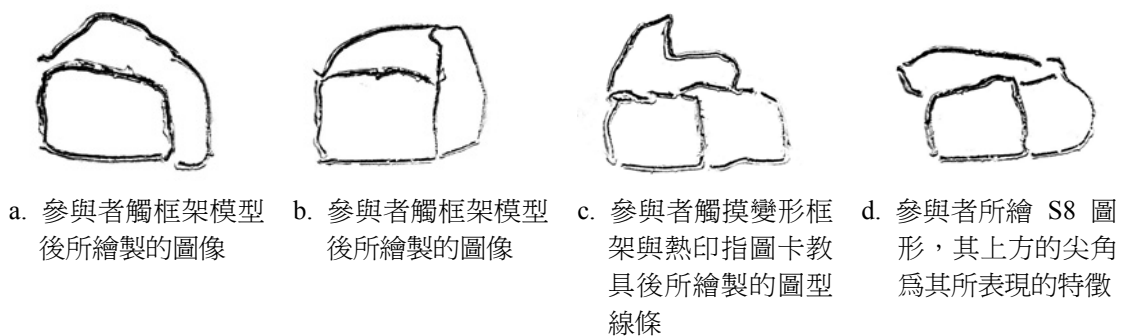 a. 參與者觸框架模型
後所繪製的圖像
b. 參與者觸框架模型
後所繪製的圖像
c. 參與者觸摸變形框
架與熱印指圖卡教
具後所繪製的圖型
線條
d. 參與者所繪 S8 圖
形，其上方的尖角
為其所表現的特徵